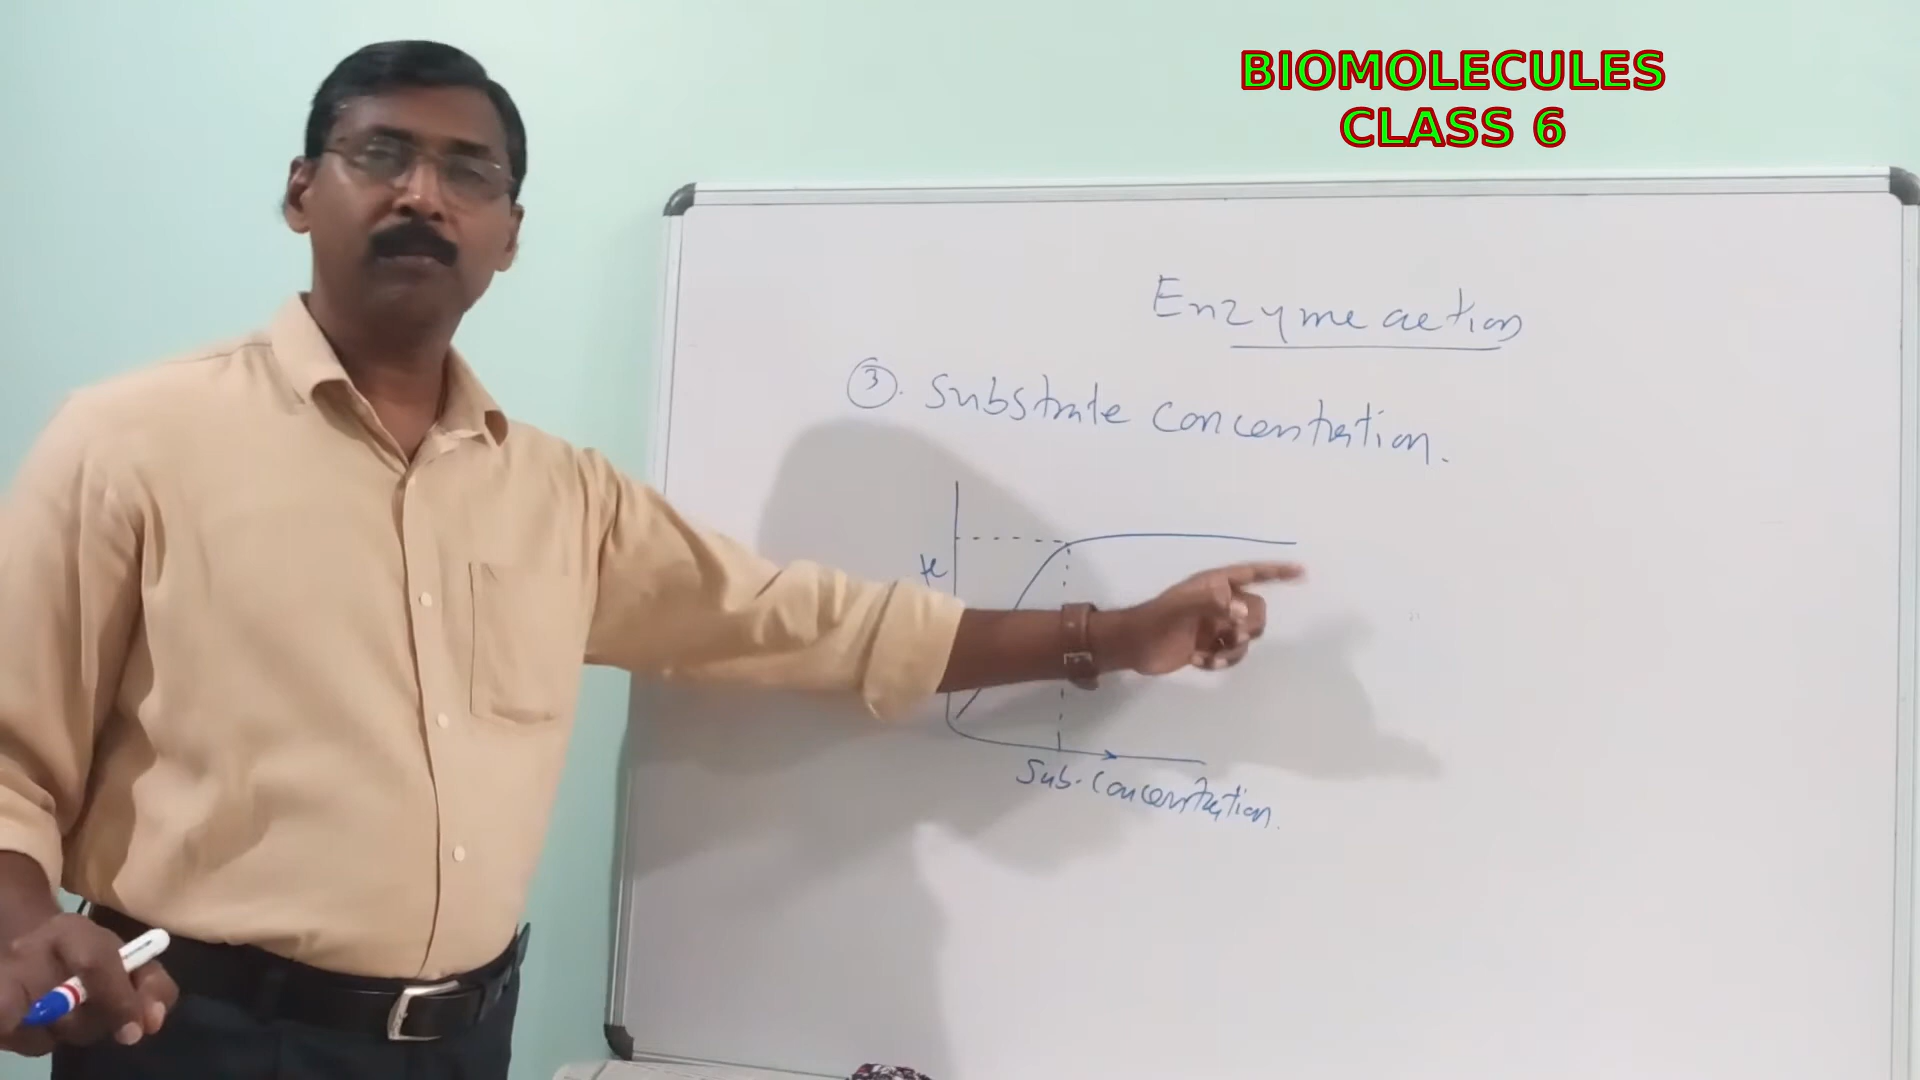 BIOMOLECULES
CLASS 6
Enzyme action
3. Substrate concentration.
Sub. concentration.